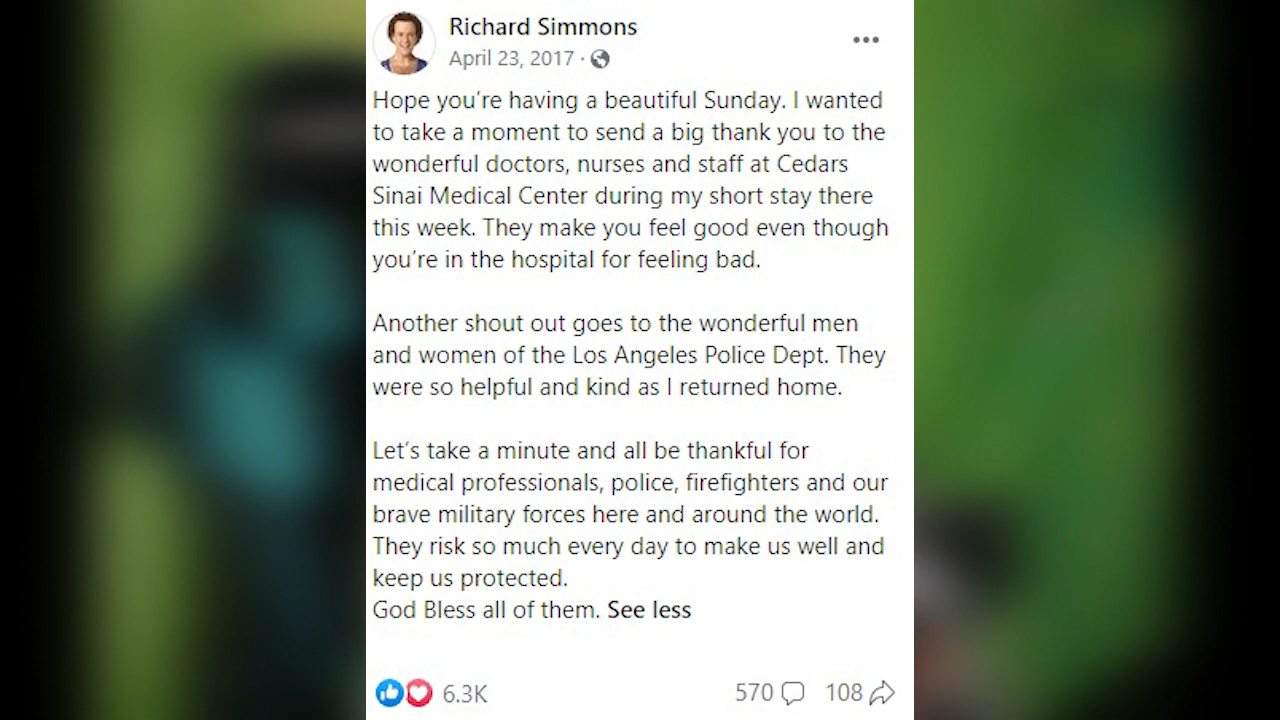 Richard Simmons
April 23, 2017 ·
Hope you’re having a beautiful Sunday. I wanted
to take a moment to send a big thank you to the
wonderful doctors, nurses and staff at Cedars
Sinai Medical Center during my short stay there
this week. They make you feel good even though
you’re in the hospital for feeling bad.
Another shout out goes to the wonderful men
and women of the Los Angeles Police Dept. They
were so helpful and kind as I returned home.
Let’s take a minute and all be thankful for
medical professionals, police, firefighters and our
brave military forces here and around the world.
They risk so much every day to make us well and
keep us protected.
God Bless all of them. See less
6.3K 570 108